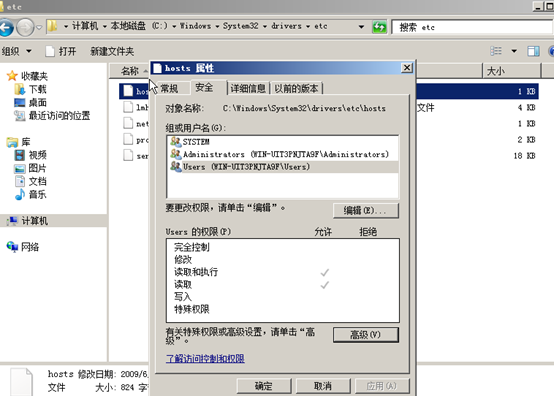 etc
计算机 ▸ 本地磁盘 (C:) ▸ Windows ▸ System32 ▸ drivers ▸ etc
搜索 etc
组织 打开 新建文件夹
收藏夹
下载
桌面
最近访问的位置
库
视频
图片
文档
音乐
计算机
网络
名称 大小
hos 1 KB
lmh 文件 4 KB
net 1 KB
pro 2 KB
ser 18 KB
hosts 属性
常规 安全 详细信息 以前的版本
对象名称: C:\Windows\System32\drivers\etc\hosts
组或用户名(G):
SYSTEM
Administrators (WIN-UIT3PNJTA9F\Administrators)
Users (WIN-UIT3PNJTA9F\Users)
要更改权限,请单击“编辑”。
编辑(E)...
Users 的权限(P) 允许 拒绝
完全控制
修改
读取和执行
读取
写入
特殊权限
有关特殊权限或高级设置,请单击“高
级”。
高级(V)
了解访问控制和权限
确定 取消 应用(A)
hosts 修改日期: 2009/6
文件 大小: 824 字